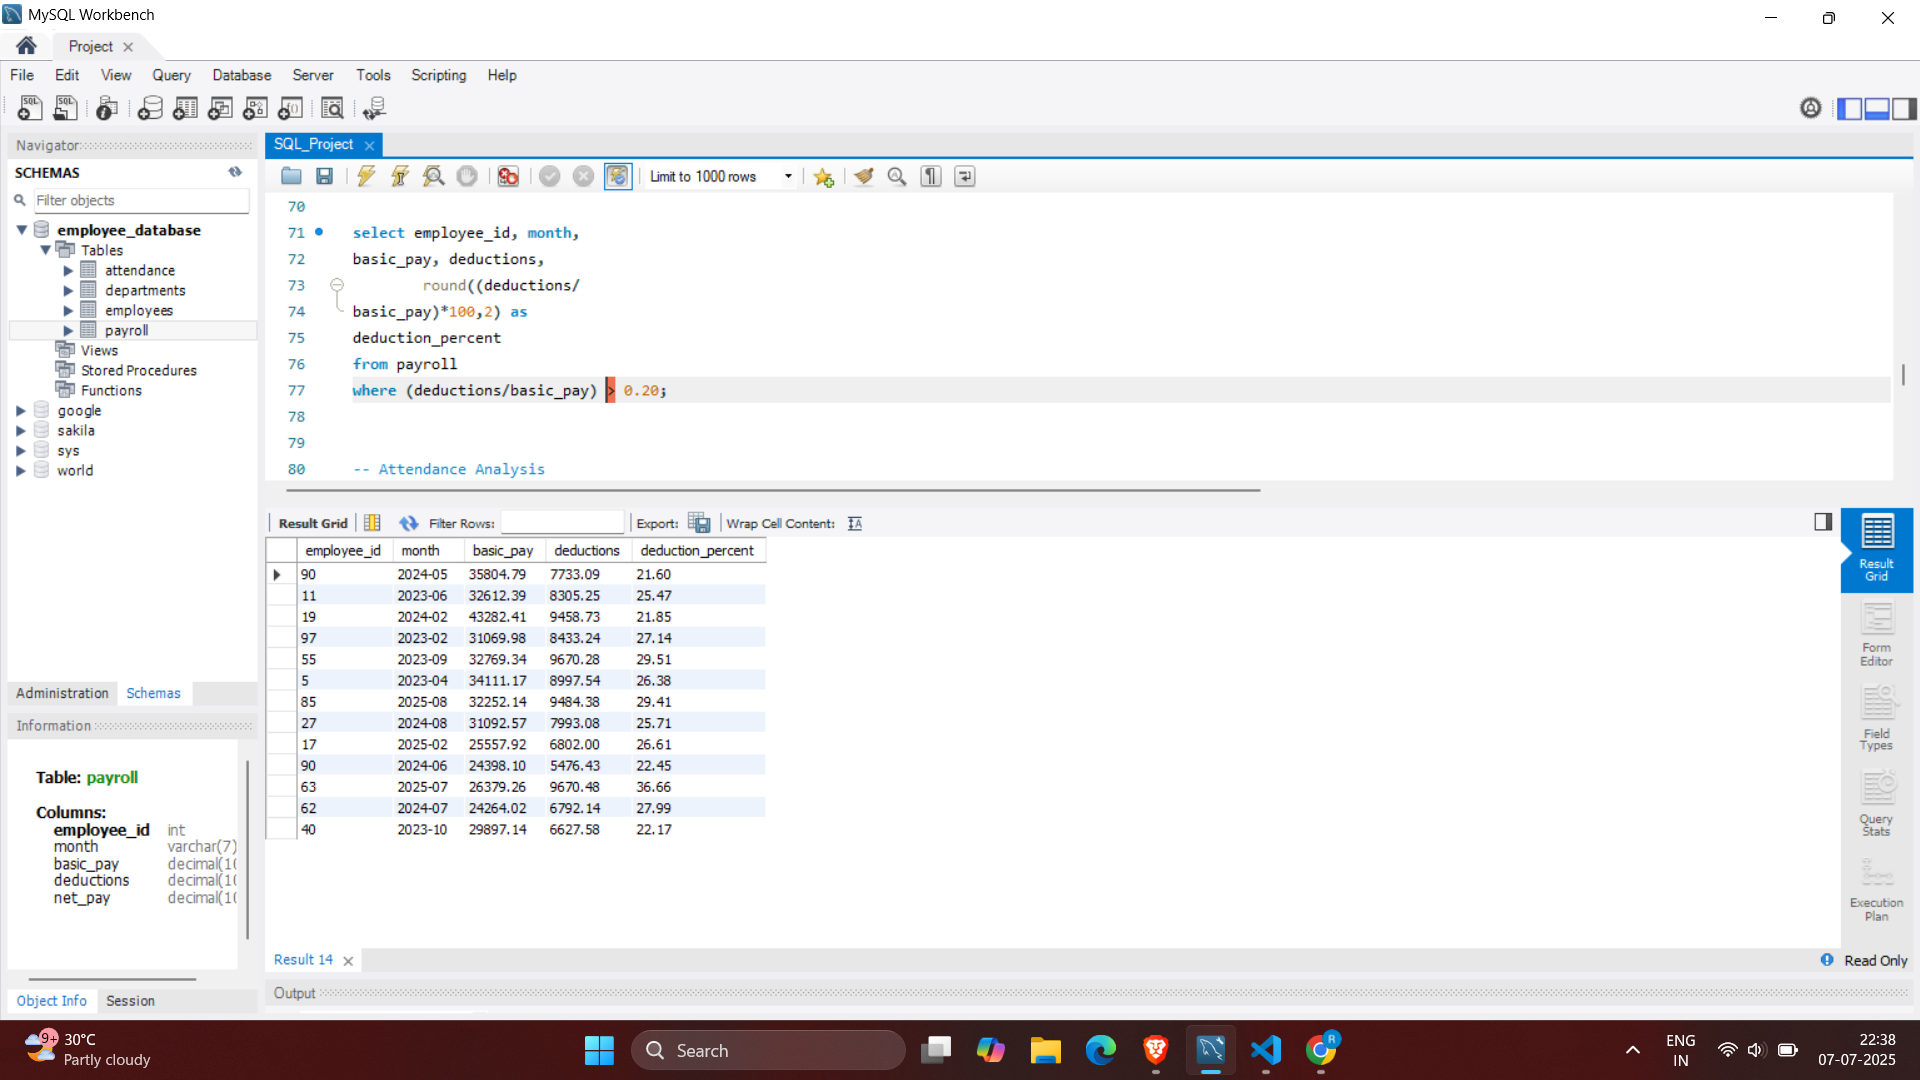 MySQL Workbench
Project
File Edit View Query Database Server Tools Scripting Help
Navigator
SCHEMAS
Filter objects
employee_database
Tables
attendance
departments
employees
payroll
Views
Stored Procedures
Functions
google
sakila
sys
world
Administration Schemas
Information
Table: payroll
Columns:
employee_id int
month varchar(7)
basic_pay decimal(10
deductions decimal(10
net_pay decimal(10
Object Info Session
SQL_Project
Limit to 1000 rows
70
71 select employee_id, month,
72 basic_pay, deductions,
73 round((deductions/
74 basic_pay)*100,2) as
75 deduction_percent
76 from payroll
77 where (deductions/basic_pay) > 0.20;
78
79
80 -- Attendance Analysis
Result Grid Filter Rows: Export: Wrap Cell Content:
employee_id month basic_pay deductions deduction_percent
90 2024-05 35804.79 7733.09 21.60
11 2023-06 32612.39 8305.25 25.47
19 2024-02 43282.41 9458.73 21.85
97 2023-02 31069.98 8433.24 27.14
55 2023-09 32769.34 9670.28 29.51
5 2023-04 34111.17 8997.54 26.38
85 2025-08 32252.14 9484.38 29.41
27 2024-08 31092.57 7993.08 25.71
17 2025-02 25557.92 6802.00 26.61
90 2024-06 24398.10 5476.43 22.45
63 2025-07 26379.26 9670.48 36.66
62 2024-07 24264.02 6792.14 27.99
40 2023-10 29897.14 6627.58 22.17
Result
Grid
Form
Editor
Field
Types
Query
Stats
Execution
Plan
Result 14
Read Only
Output
9+
30°C
Partly cloudy
Search
R
ENG
IN
22:38
07-07-2025